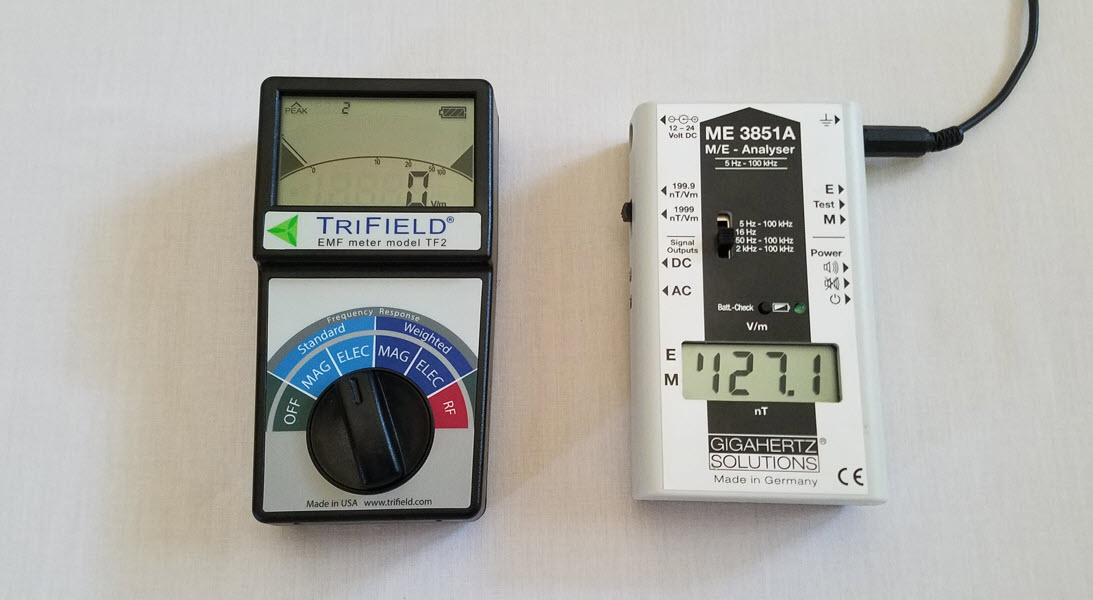 PEAK
2
0 10 20 50 100
0
V/m
TRIFIELD®
EMF meter model TF2
Frequency Response
Standard
Weighted
OFF
MAG
ELEC
MAG
ELEC
RF
Made in USA www.trifield.com
12 – 24
Volt DC
ME 3851A
M/E - Analyser
5 Hz - 100 kHz
199.9
nT/Vm
1999
nT/Vm
Signal
Outputs
DC
AC
5 Hz - 100 kHz
16 Hz
50 Hz - 100 kHz
2 kHz - 100 kHz
E
Test
M
Power
Batt.-Check
V/m
E
M
127.1
nT
GIGAHERTZ®
SOLUTIONS
Made in Germany
CE